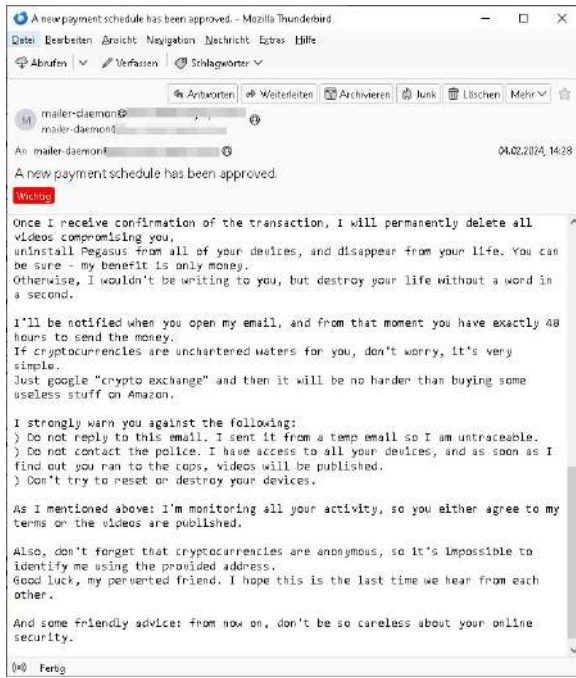 A new payment schedule has been approved. - Mozilla Thunderbird
Datei Bearbeiten Ansicht Navigation Nachricht Extras Hilfe
Abrufen Verfassen Schlagwörter
Antworten Weiterleiten Archivieren Junk Löschen Mehr
M mailer-daemon@
mailer-daemon
An mailer-daemon 04.02.2024, 14:28
A new payment schedule has been approved.
Wichtig
Once I receive confirmation of the transaction, I will permanently delete all
videos compromising you,
uninstall Pegasus from all of your devices, and disappear from your life. You can
be sure - my benefit is only money.
Otherwise, I wouldn't be writing to you, but destroy your life without a word in
a second.
I'll be notified when you open my email, and from that moment you have exactly 48
hours to send the money.
If cryptocurrencies are unchartered waters for you, don't worry, it's very
simple.
Just google "crypto exchange" and then it will be no harder than buying some
useless stuff on Amazon.
I strongly warn you against the following:
) Do not reply to this email. I sent it from a temp email so I am untraceable.
) Do not contact the police. I have access to all your devices, and as soon as I
find out you ran to the cops, videos will be published.
) Don't try to reset or destroy your devices.
As I mentioned above: I'm monitoring all your activity, so you either agree to my
terms or the videos are published.
Also, don't forget that cryptocurrencies are anonymous, so it's impossible to
identify me using the provided address.
Good luck, my perverted friend. I hope this is the last time we hear from each
other.
And some friendly advice: from now on, don't be so careless about your online
security.
Fertig